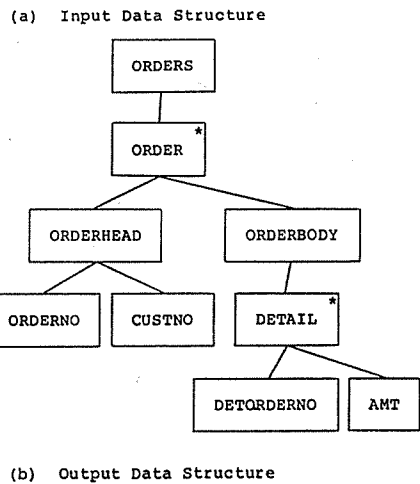 (a) Input Data Structure
ORDERS
ORDER *
ORDERHEAD ORDERBODY
ORDERNO CUSTNO DETAIL *
DETORDERNO AMT
(b) Output Data Structure